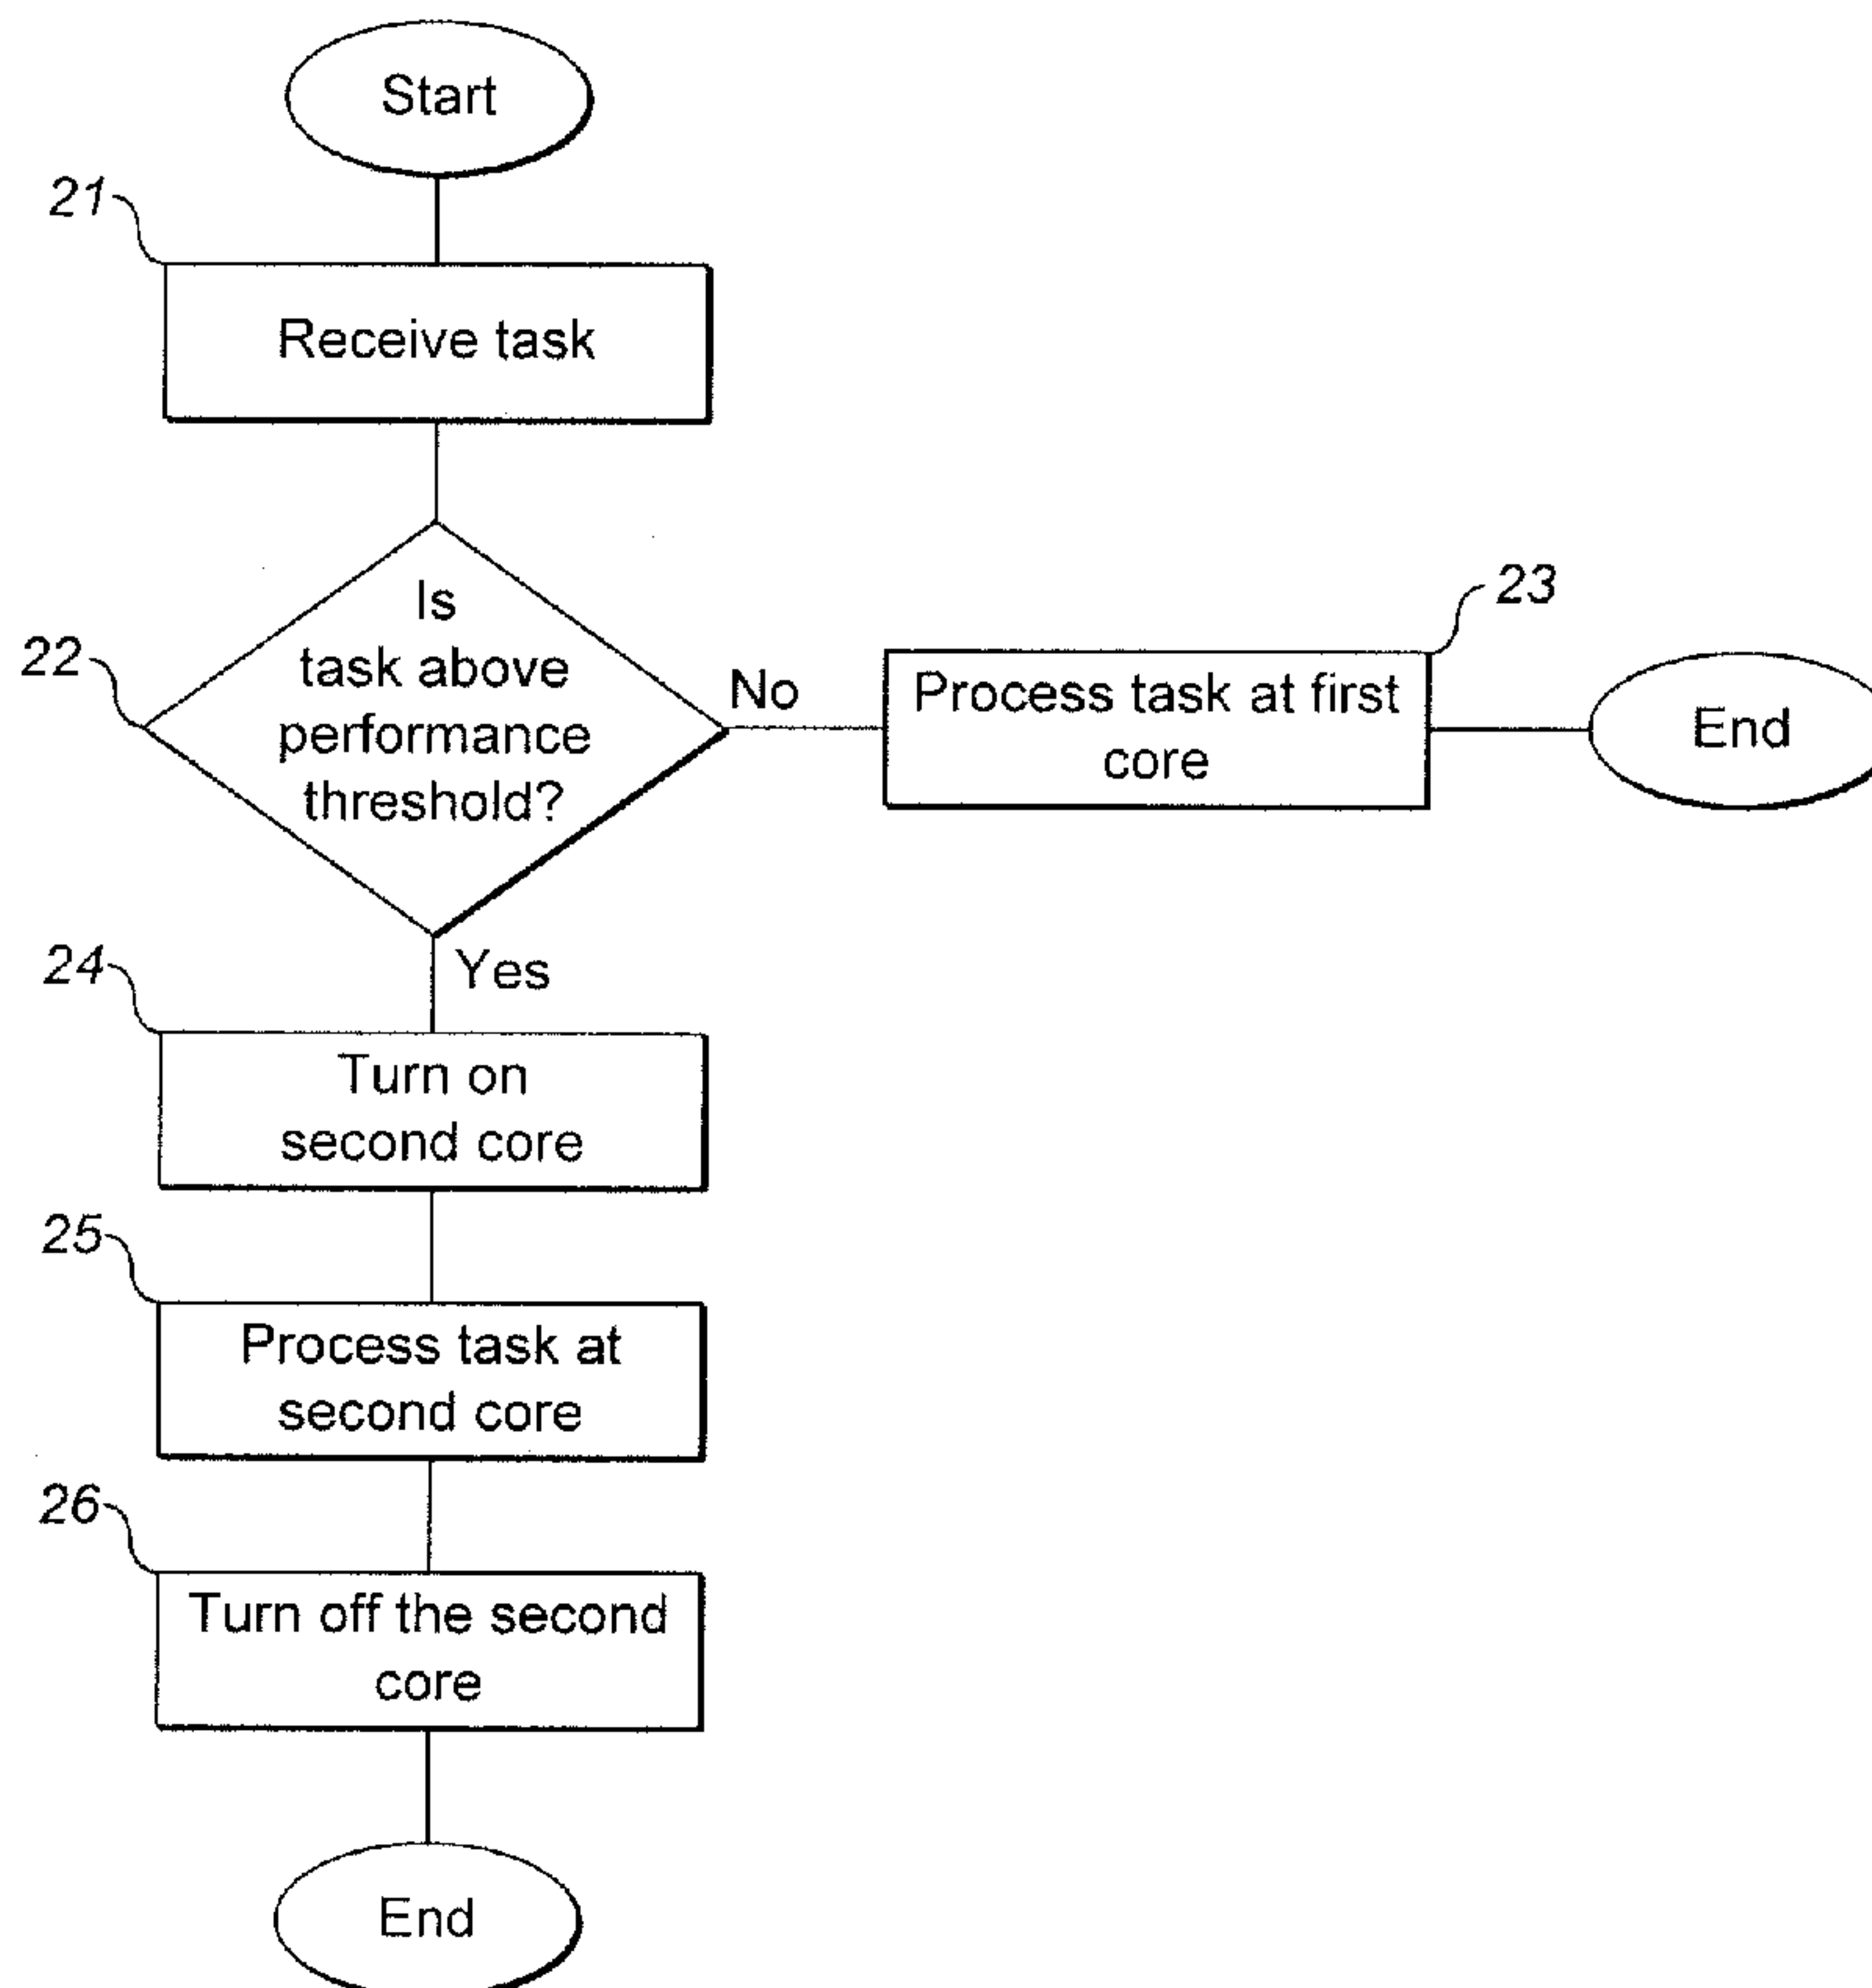 Start
21
Receive task
22
Is
task above
performance
threshold?
No
23
Process task at first
core
End
Yes
24
Turn on
second core
25
Process task at
second core
26
Turn off the second
core
End